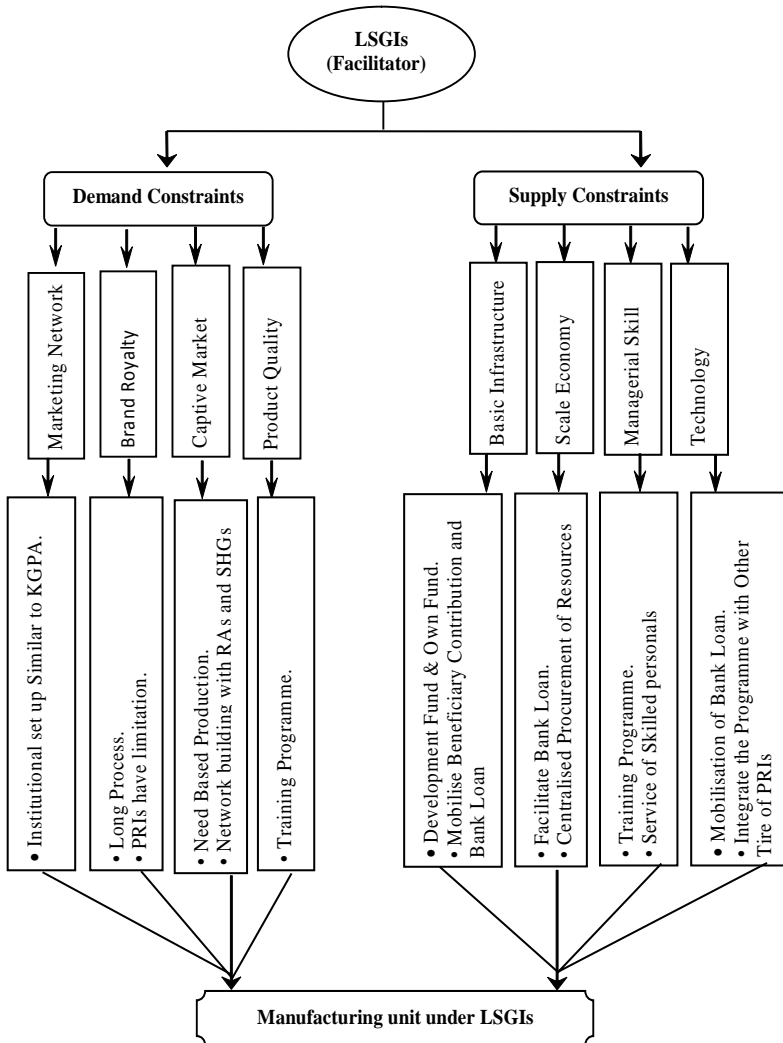 LSGIs
(Facilitator)
Demand Constraints
Supply Constraints
Marketing Network
Brand Royalty
Captive Market
Product Quality
Basic Infrastructure
Scale Economy
Managerial Skill
Technology
• Institutional set up Similar to KGPA.
• Long Process.
• PRIs have limitation.
• Need Based Production.
• Network building with RAs and SHGs
• Training Programme.
• Development Fund & Own Fund.
• Mobilise Beneficiary Contribution and
Bank Loan
• Facilitate Bank Loan.
• Centralised Procurement of Resources
• Training Programme.
• Service of Skilled personals
• Mobilisation of Bank Loan.
• Integrate the Programme with Other
Tire of PRIs
Manufacturing unit under LSGIs